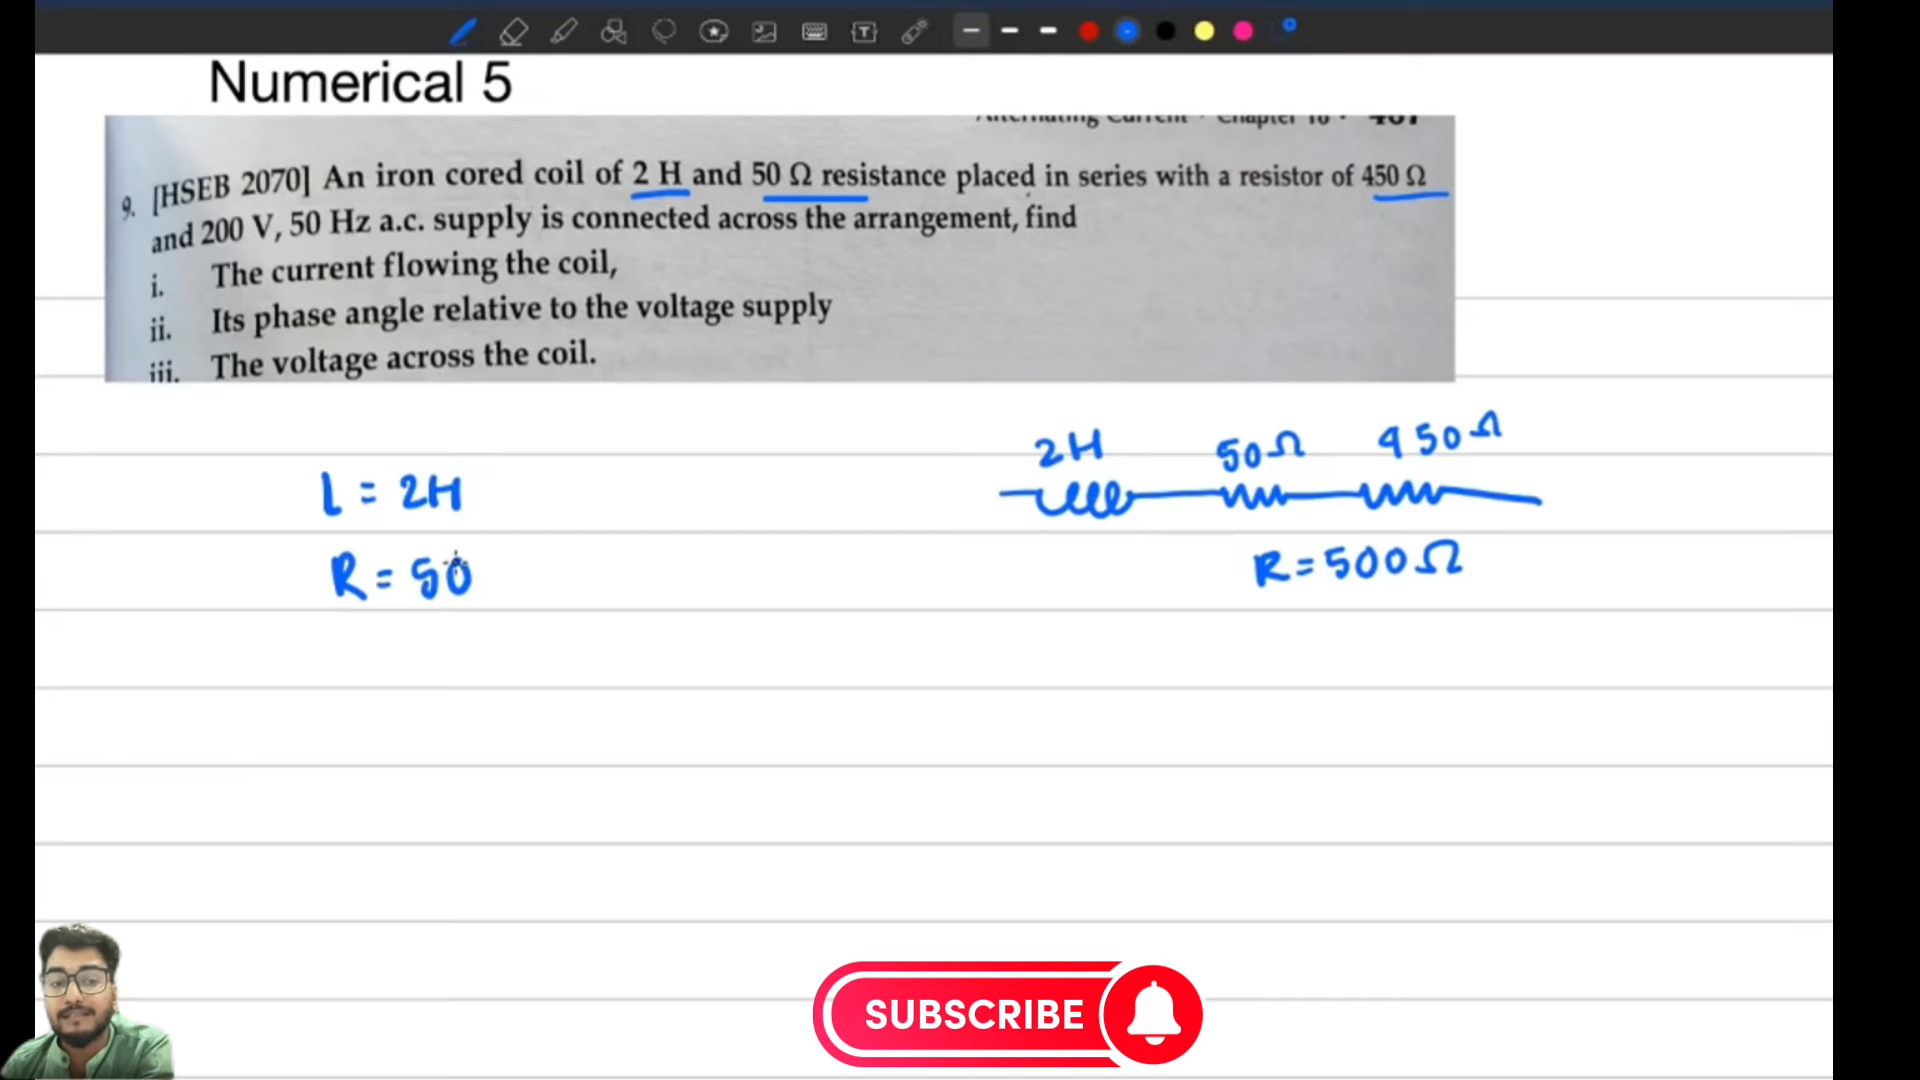 Numerical 5
Alternating Current · Chapter 18 · 467
9. [HSEB 2070] An iron cored coil of 2 H and 50 Ω resistance placed in series with a resistor of 450 Ω
and 200 V, 50 Hz a.c. supply is connected across the arrangement, find
i. The current flowing the coil,
ii. Its phase angle relative to the voltage supply
iii. The voltage across the coil.
2H 50Ω 450Ω
L = 2H
R = 50
R = 500Ω
SUBSCRIBE